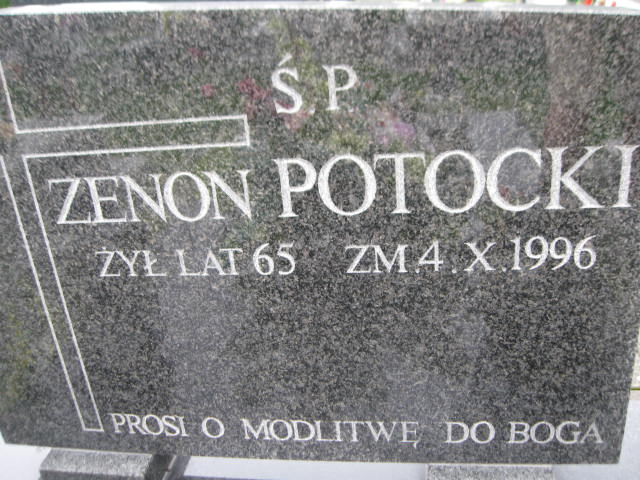 Ś P
ZENON POTOCKI
ŻYŁ LAT 65 ZM.4.X.1996
PROSI O MODLITWĘ DO BOGA